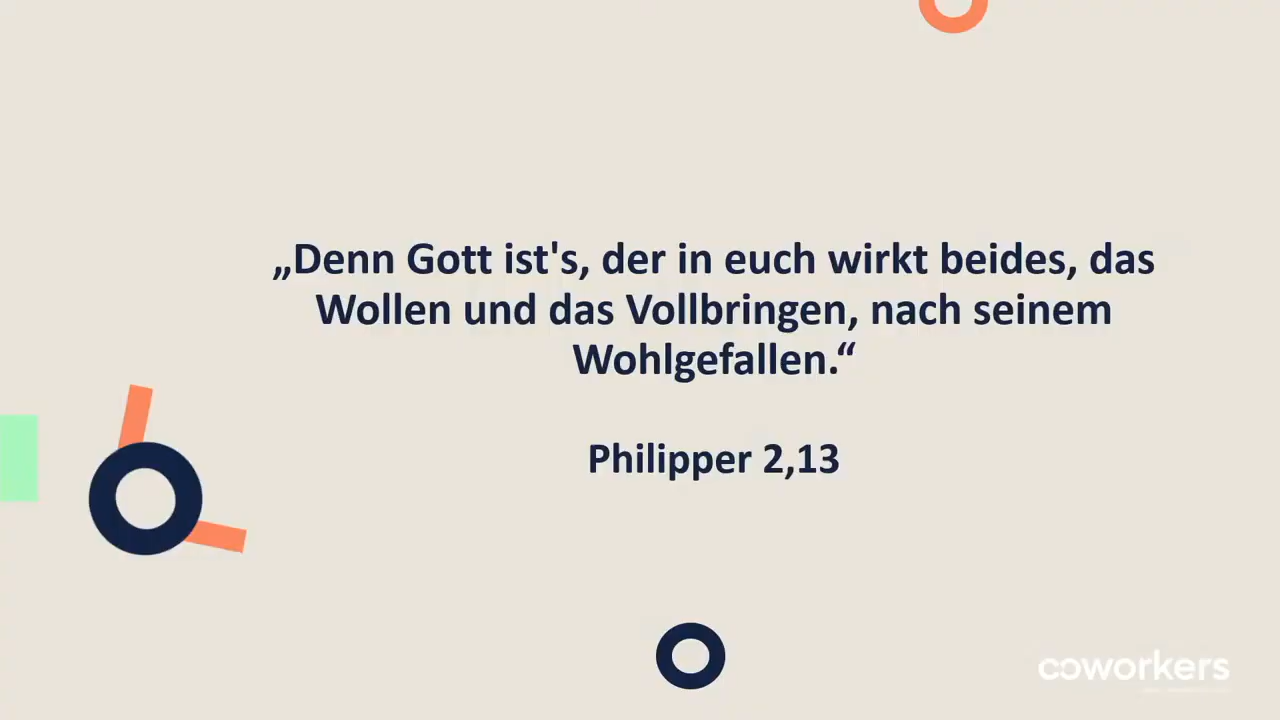 „Denn Gott ist's, der in euch wirkt beides, das
Wollen und das Vollbringen, nach seinem
Wohlgefallen.“
Philipper 2,13
coworkers